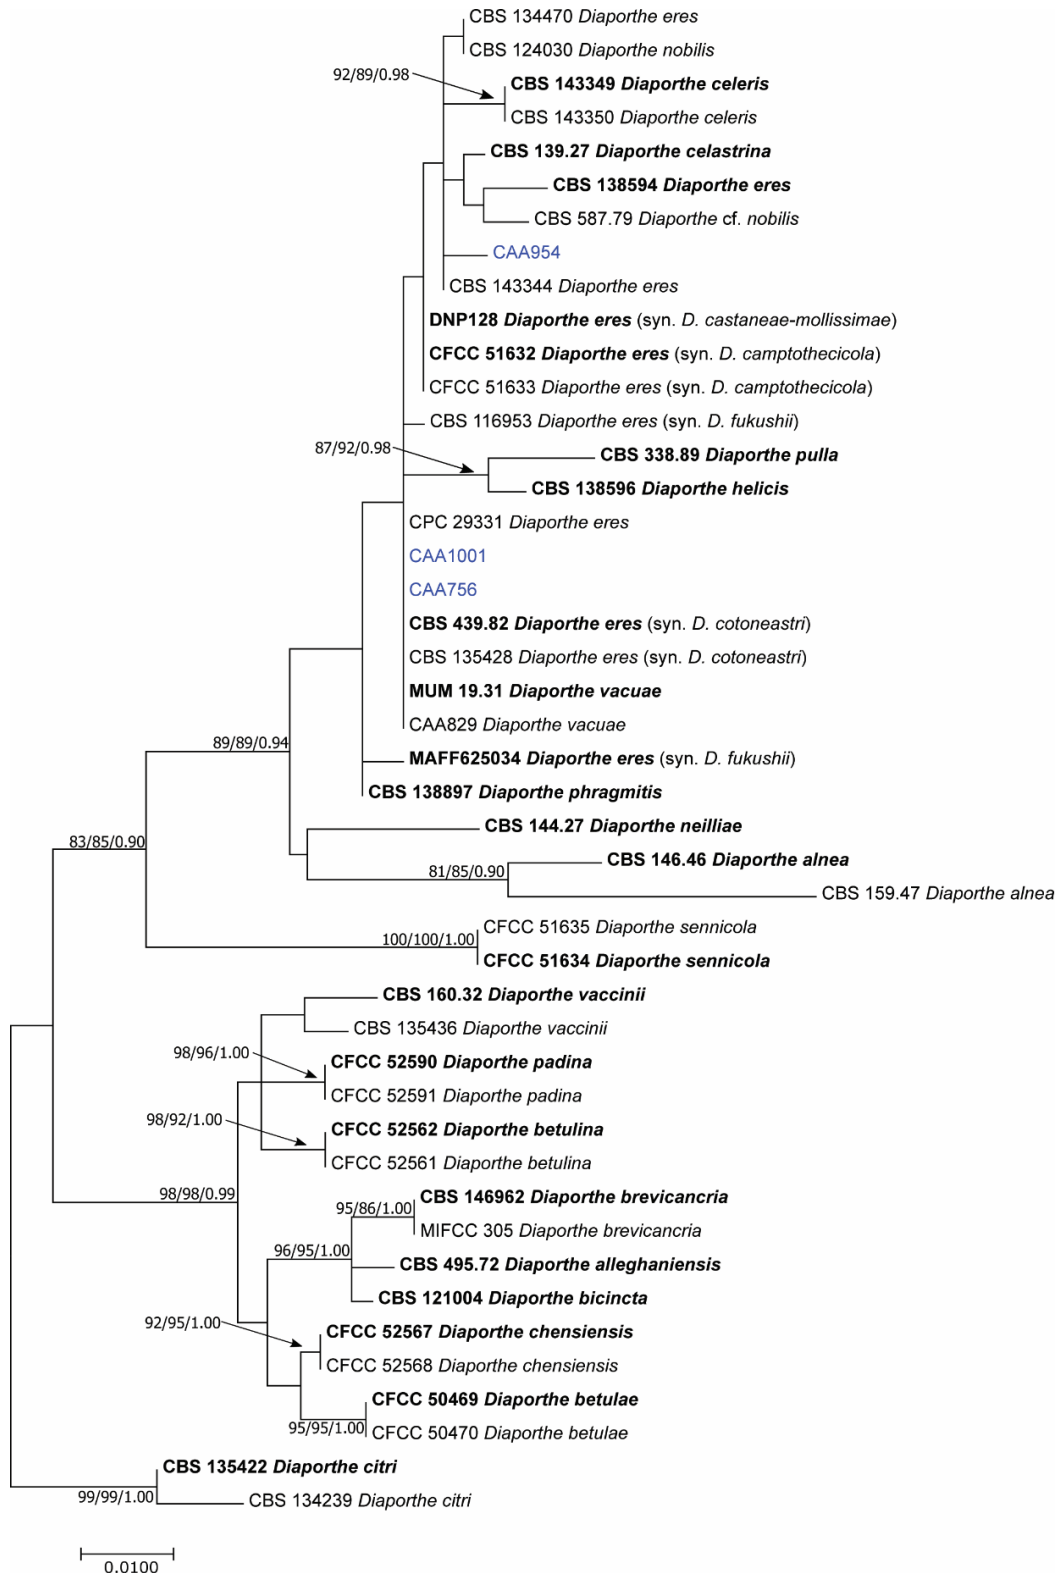 CBS 134470 Diaporthe eres
CBS 124030 Diaporthe nobilis
92/89/0.98
CBS 143349 Diaporthe celeris
CBS 143350 Diaporthe celeris
CBS 139.27 Diaporthe celastrina
CBS 138594 Diaporthe eres
CBS 587.79 Diaporthe cf. nobilis
CAA954
CBS 143344 Diaporthe eres
DNP128 Diaporthe eres (syn. D. castaneae-mollissimae)
CFCC 51632 Diaporthe eres (syn. D. camptothecicola)
CFCC 51633 Diaporthe eres (syn. D. camptothecicola)
CBS 116953 Diaporthe eres (syn. D. fukushii)
87/92/0.98
CBS 338.89 Diaporthe pulla
CBS 138596 Diaporthe helicis
CPC 29331 Diaporthe eres
CAA1001
CAA756
CBS 439.82 Diaporthe eres (syn. D. cotoneastri)
CBS 135428 Diaporthe eres (syn. D. cotoneastri)
MUM 19.31 Diaporthe vacuae
CAA829 Diaporthe vacuae
89/89/0.94
MAFF625034 Diaporthe eres (syn. D. fukushii)
CBS 138897 Diaporthe phragmitis
CBS 144.27 Diaporthe neilliae
83/85/0.90
CBS 146.46 Diaporthe alnea
81/85/0.90
CBS 159.47 Diaporthe alnea
CFCC 51635 Diaporthe sennicola
100/100/1.00
CFCC 51634 Diaporthe sennicola
CBS 160.32 Diaporthe vaccinii
CBS 135436 Diaporthe vaccinii
98/96/1.00
CFCC 52590 Diaporthe padina
CFCC 52591 Diaporthe padina
98/92/1.00
CFCC 52562 Diaporthe betulina
CFCC 52561 Diaporthe betulina
98/98/0.99
CBS 146962 Diaporthe brevicancria
95/86/1.00
MIFCC 305 Diaporthe brevicancria
96/95/1.00
CBS 495.72 Diaporthe alleghaniensis
CBS 121004 Diaporthe bicincta
92/95/1.00
CFCC 52567 Diaporthe chensiensis
CFCC 52568 Diaporthe chensiensis
CFCC 50469 Diaporthe betulae
95/95/1.00
CFCC 50470 Diaporthe betulae
CBS 135422 Diaporthe citri
99/99/1.00
CBS 134239 Diaporthe citri
0.0100